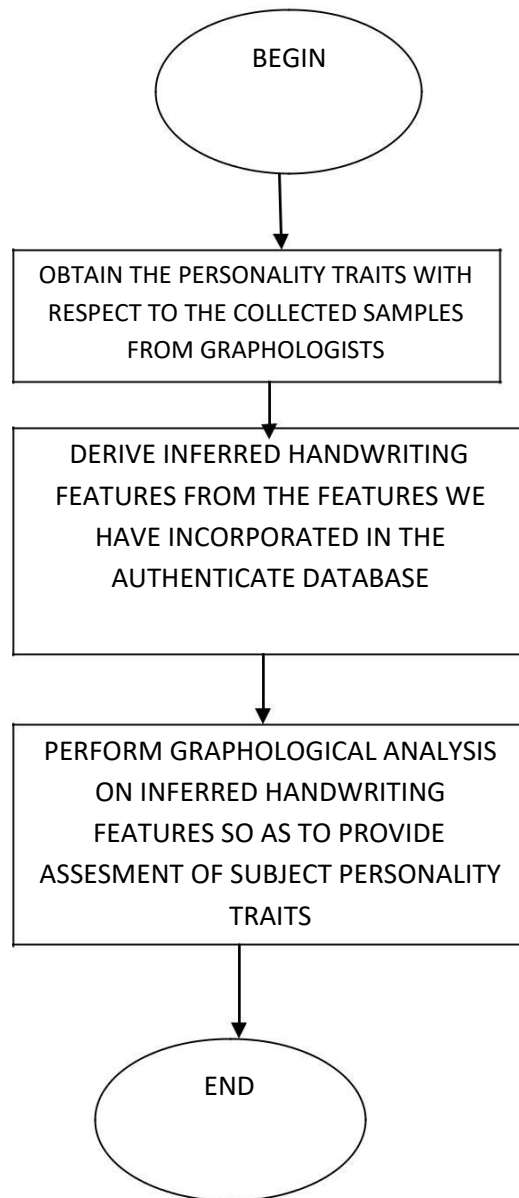 BEGIN
OBTAIN THE PERSONALITY TRAITS WITH
RESPECT TO THE COLLECTED SAMPLES
FROM GRAPHOLOGISTS
DERIVE INFERRED HANDWRITING
FEATURES FROM THE FEATURES WE
HAVE INCORPORATED IN THE
AUTHENTICATE DATABASE
PERFORM GRAPHOLOGICAL ANALYSIS
ON INFERRED HANDWRITING
FEATURES SO AS TO PROVIDE
ASSESMENT OF SUBJECT PERSONALITY
TRAITS
END